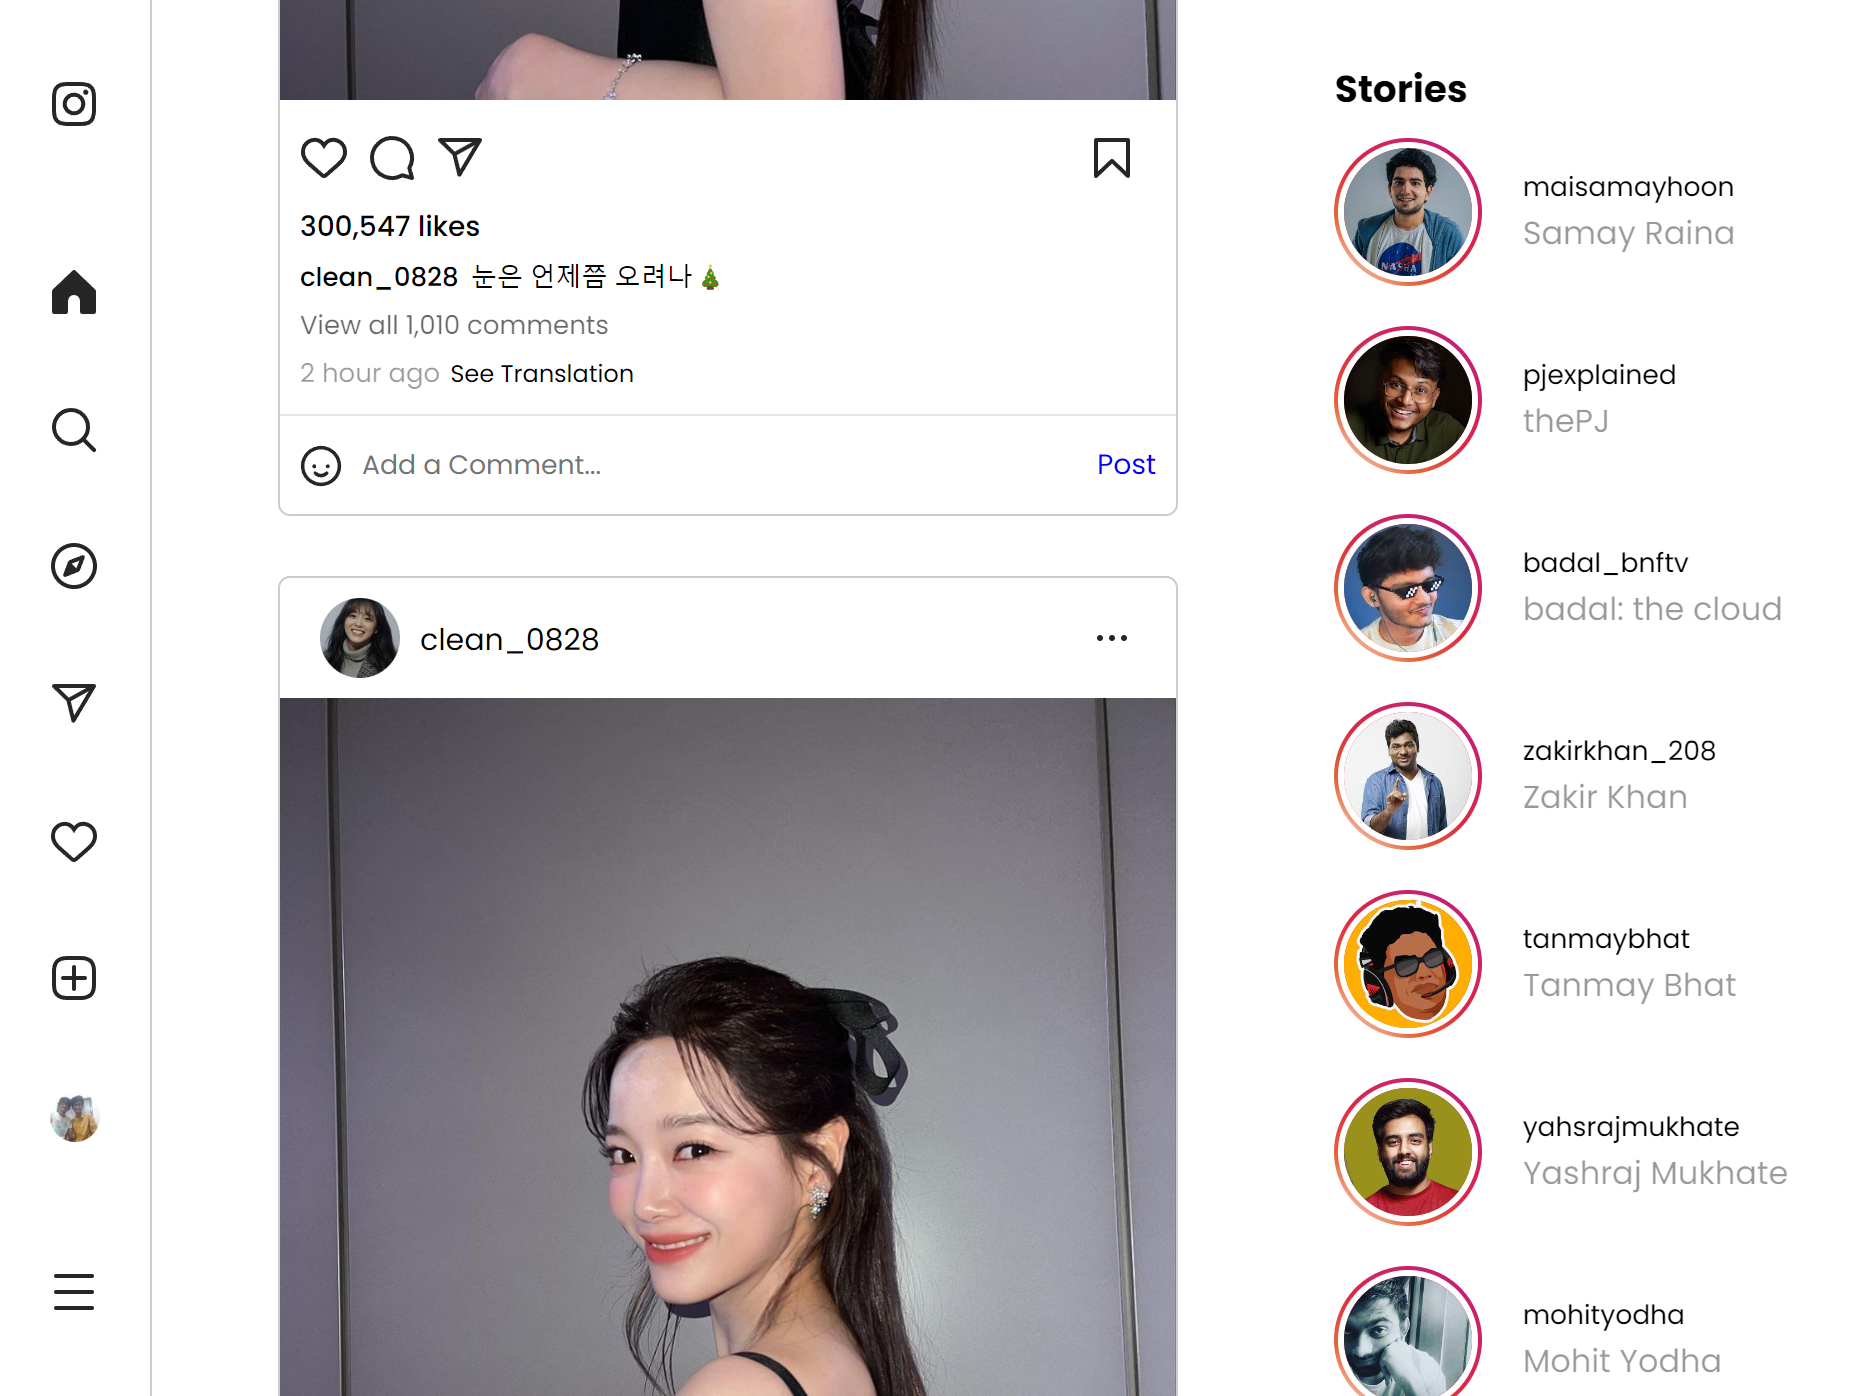 300,547 likes
clean_0828 눈은 언제쯤 오려나🎄
View all 1,010 comments
2 hour ago See Translation
Add a Comment... Post
clean_0828
Stories
maisamayhoon
Samay Raina
pjexplained
thePJ
badal_bnftv
badal: the cloud
zakirkhan_208
Zakir Khan
tanmaybhat
Tanmay Bhat
yahsrajmukhate
Yashraj Mukhate
mohityodha
Mohit Yodha